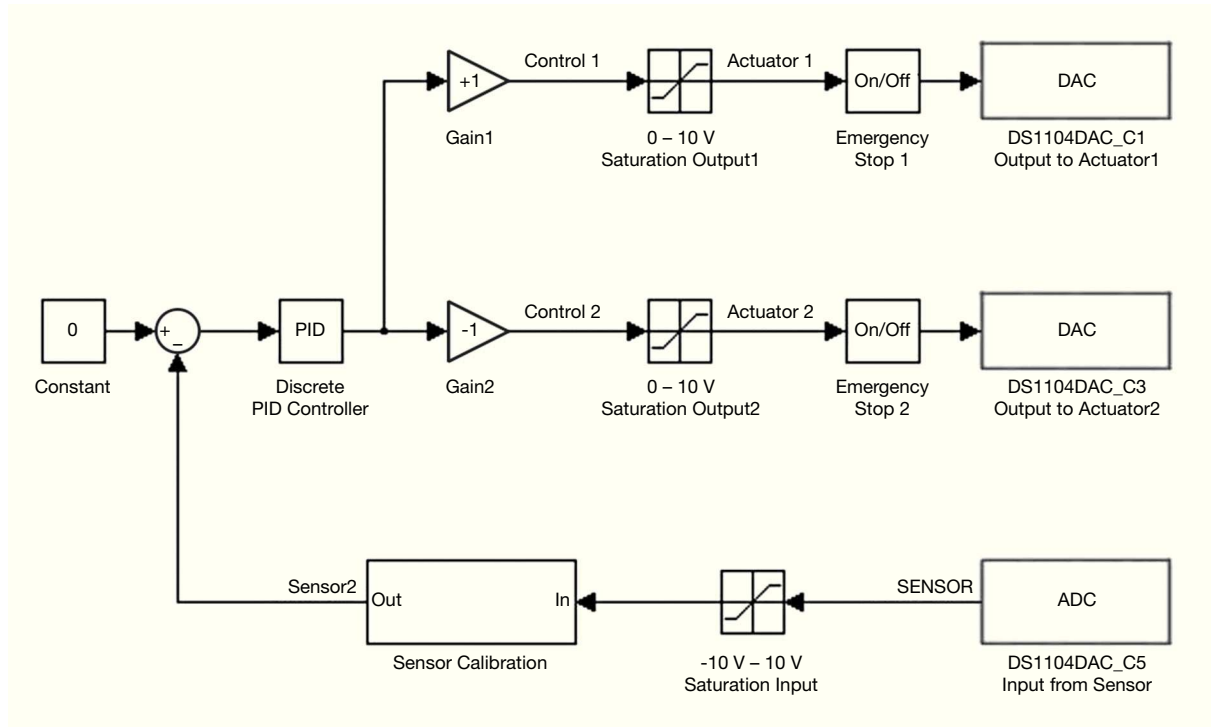 Control 1
Actuator 1
+1
On/Off
DAC
Gain1
0 – 10 V
Saturation Output1
Emergency
Stop 1
DS1104DAC_C1
Output to Actuator1
Control 2
Actuator 2
0
+
–
PID
-1
On/Off
DAC
Constant
Discrete
PID Controller
Gain2
0 – 10 V
Saturation Output2
Emergency
Stop 2
DS1104DAC_C3
Output to Actuator2
Sensor2
Out
In
SENSOR
ADC
Sensor Calibration
-10 V – 10 V
Saturation Input
DS1104DAC_C5
Input from Sensor